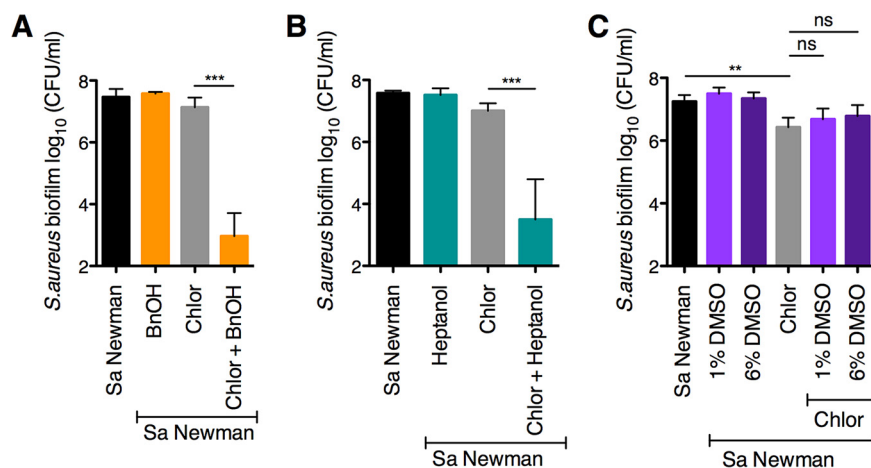 A
S.aureus biofilm log10 (CFU/ml)
8
6
4
2
***
Sa Newman
BnOH
Chlor
Chlor + BnOH
Sa Newman
B
S.aureus biofilm log10 (CFU/ml)
8
6
4
2
***
Sa Newman
Heptanol
Chlor
Chlor + Heptanol
Sa Newman
C
S.aureus biofilm log10 (CFU/ml)
8
6
4
2
ns
ns
**
Sa Newman
1% DMSO
6% DMSO
Chlor
1% DMSO
6% DMSO
Chlor
Sa Newman